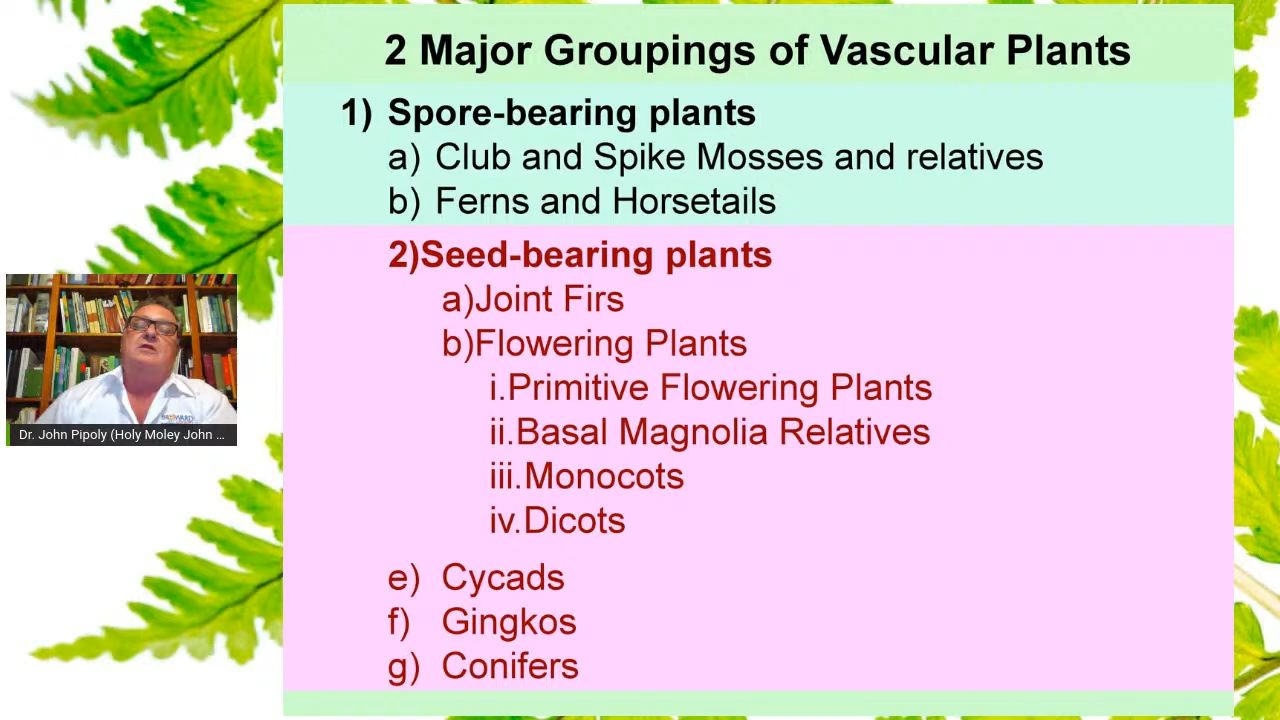 2 Major Groupings of Vascular Plants
1) Spore-bearing plants
a) Club and Spike Mosses and relatives
b) Ferns and Horsetails
2)Seed-bearing plants
a)Joint Firs
b)Flowering Plants
i.Primitive Flowering Plants
ii.Basal Magnolia Relatives
iii.Monocots
iv.Dicots
e) Cycads
f) Gingkos
g) Conifers
Dr. John Pipoly (Holy Moley John ...